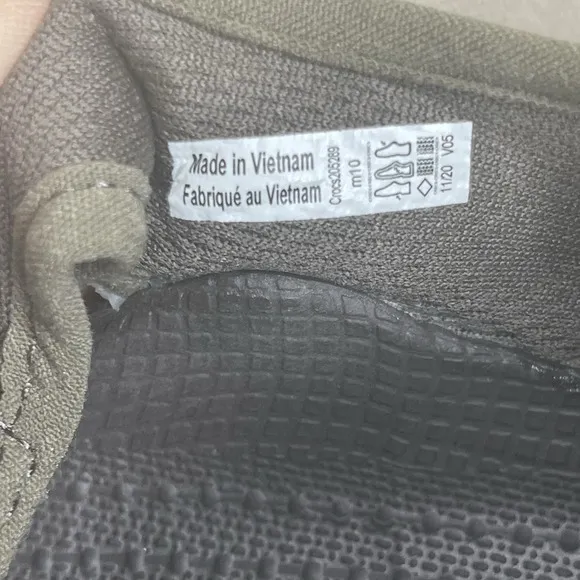 Made in Vietnam
Fabriqué au Vietnam
Crocs205289
m10
11/20 V05